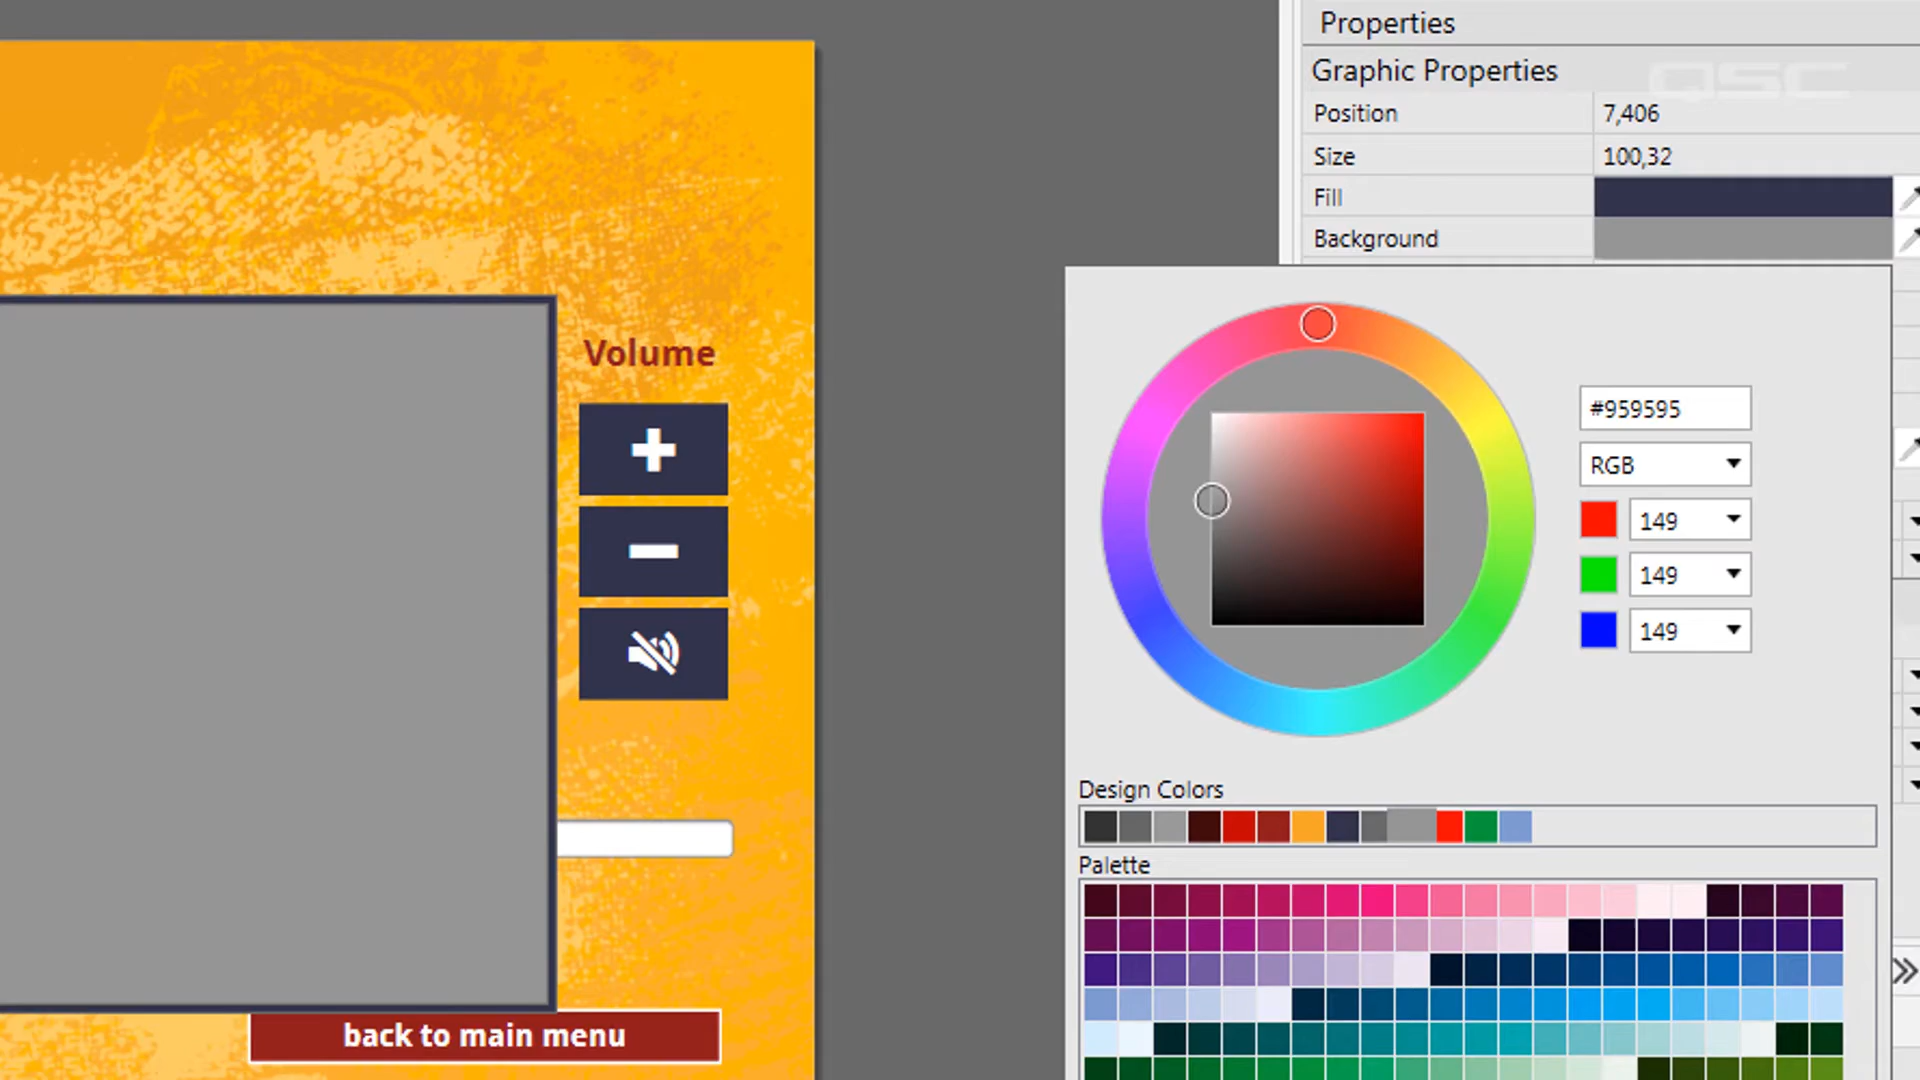 Properties
Graphic Properties
QSC
Position 7,406
Size 100,32
Fill
Background
Volume
#959595
RGB
149
149
149
Design Colors
Palette
back to main menu